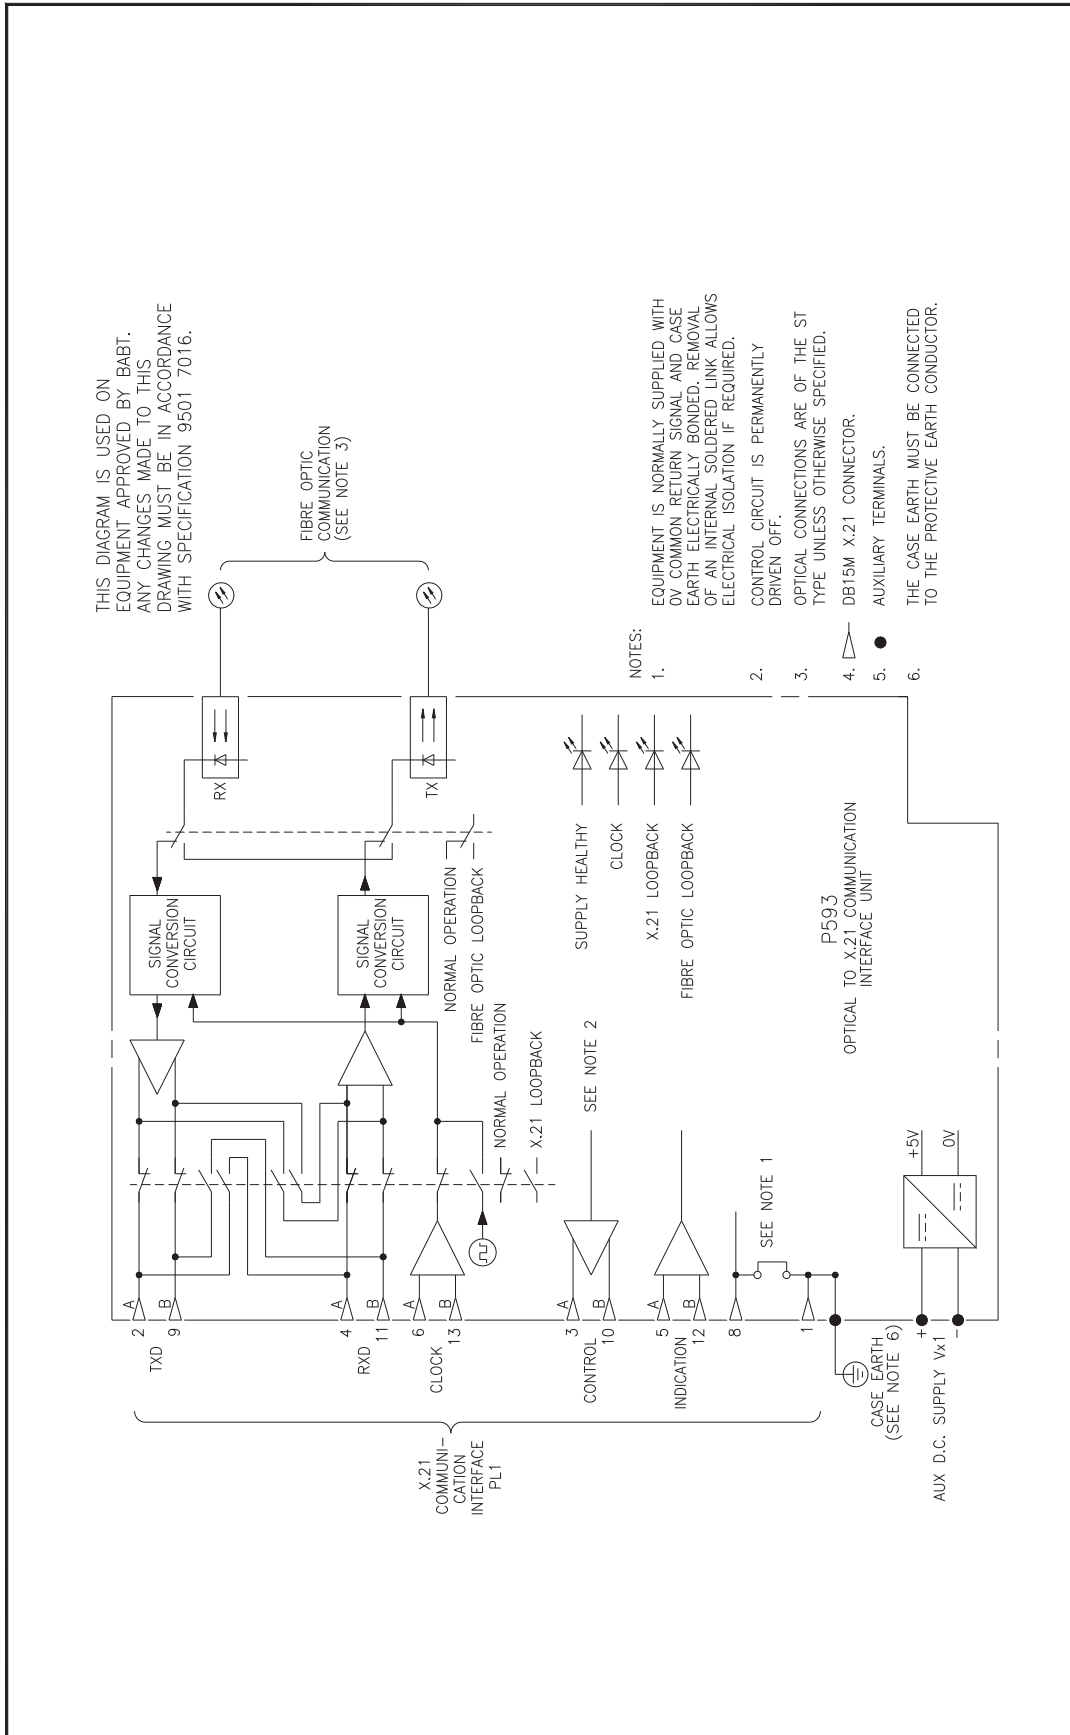 THIS DIAGRAM IS USED ON
EQUIPMENT APPROVED BY BABT.
ANY CHANGES MADE TO THIS
DRAWING MUST BE IN ACCORDANCE
WITH SPECIFICATION 9501 7016.
X.21
COMMUNI-
CATION
INTERFACE
PL1
TXD
2
A
9
B
RXD
4
A
11
B
CLOCK
6
A
13
B
CONTROL
3
A
10
B
INDICATION
5
A
12
B
8
1
SEE NOTE 1
CASE EARTH
(SEE NOTE 6)
AUX D.C. SUPPLY Vx1
+
-
+5V
0V
SIGNAL
CONVERSION
CIRCUIT
SIGNAL
CONVERSION
CIRCUIT
RX
TX
FIBRE OPTIC
COMMUNICATION
(SEE NOTE 3)
NORMAL OPERATION
FIBRE OPTIC LOOPBACK
NORMAL OPERATION
X.21 LOOPBACK
SEE NOTE 2
SUPPLY HEALTHY
CLOCK
X.21 LOOPBACK
FIBRE OPTIC LOOPBACK
P593
OPTICAL TO X.21 COMMUNICATION
INTERFACE UNIT
NOTES:
1. EQUIPMENT IS NORMALLY SUPPLIED WITH
0V COMMON RETURN SIGNAL AND CASE
EARTH ELECTRICALLY BONDED. REMOVAL
OF AN INTERNAL SOLDERED LINK ALLOWS
ELECTRICAL ISOLATION IF REQUIRED.
2. CONTROL CIRCUIT IS PERMANENTLY
DRIVEN OFF.
3. OPTICAL CONNECTIONS ARE OF THE ST
TYPE UNLESS OTHERWISE SPECIFIED.
4. DB15M X.21 CONNECTOR.
5. AUXILIARY TERMINALS.
6. THE CASE EARTH MUST BE CONNECTED
TO THE PROTECTIVE EARTH CONDUCTOR.